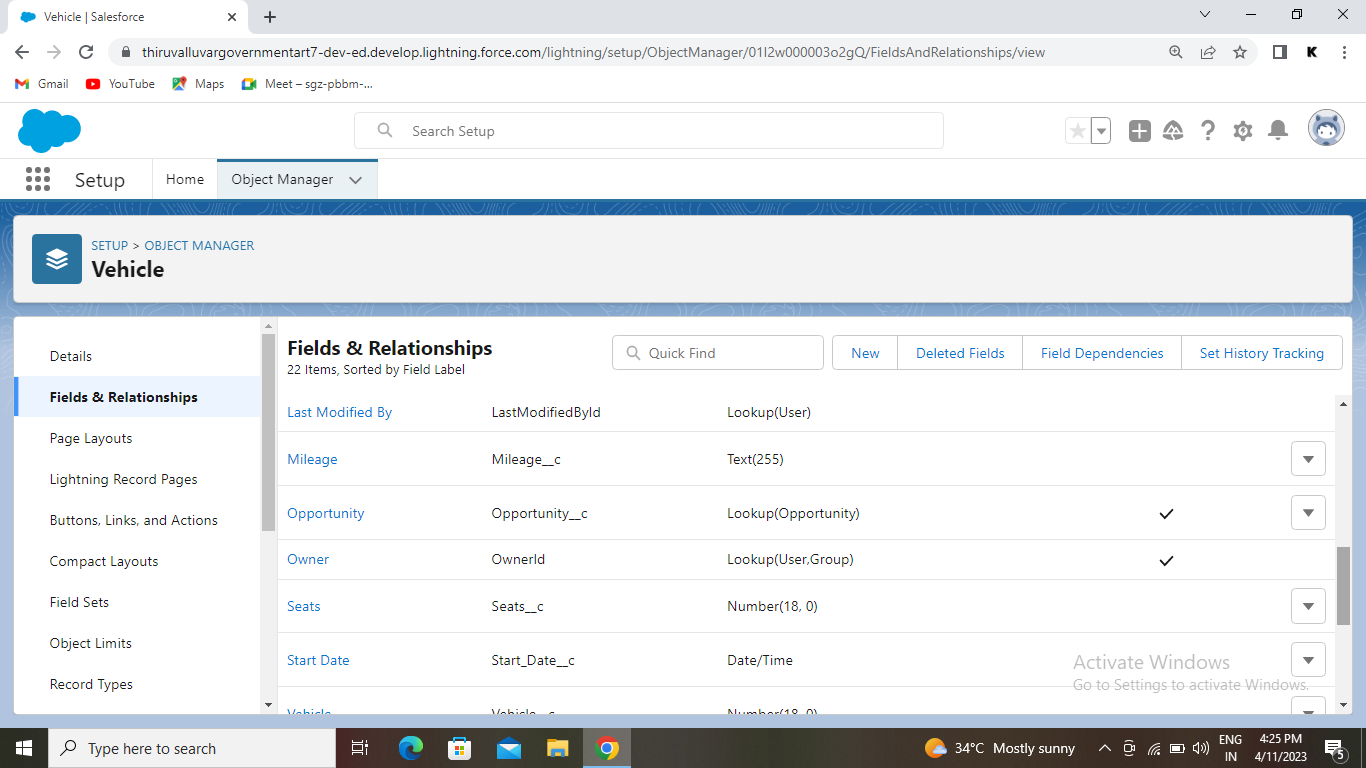 Vehicle | Salesforce
thiruvalluvargovernmentart7-dev-ed.develop.lightning.force.com/lightning/setup/ObjectManager/01I2w000003o2gQ/FieldsAndRelationships/view
K
Gmail YouTube Maps Meet – sgz-pbbm-...
Search Setup
Setup Home Object Manager
SETUP > OBJECT MANAGER
Vehicle
Details
Fields & Relationships
Page Layouts
Lightning Record Pages
Buttons, Links, and Actions
Compact Layouts
Field Sets
Object Limits
Record Types
Fields & Relationships
22 Items, Sorted by Field Label
Quick Find New Deleted Fields Field Dependencies Set History Tracking
Last Modified By LastModifiedById Lookup(User)
Mileage Mileage__c Text(255)
Opportunity Opportunity__c Lookup(Opportunity)
Owner OwnerId Lookup(User,Group)
Seats Seats__c Number(18, 0)
Start Date Start_Date__c Date/Time
Vehicle Vehicle__c Number(18, 0)
Activate Windows
Go to Settings to activate Windows.
Type here to search
34°C Mostly sunny
ENG
IN
4:25 PM
4/11/2023
5